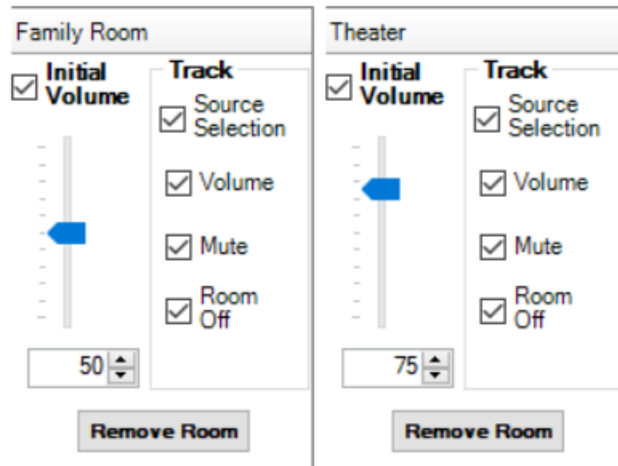 Family Room
Initial
Volume
Track
Source
Selection
Volume
Mute
Room
Off
50
Remove Room
Theater
Initial
Volume
Track
Source
Selection
Volume
Mute
Room
Off
75
Remove Room